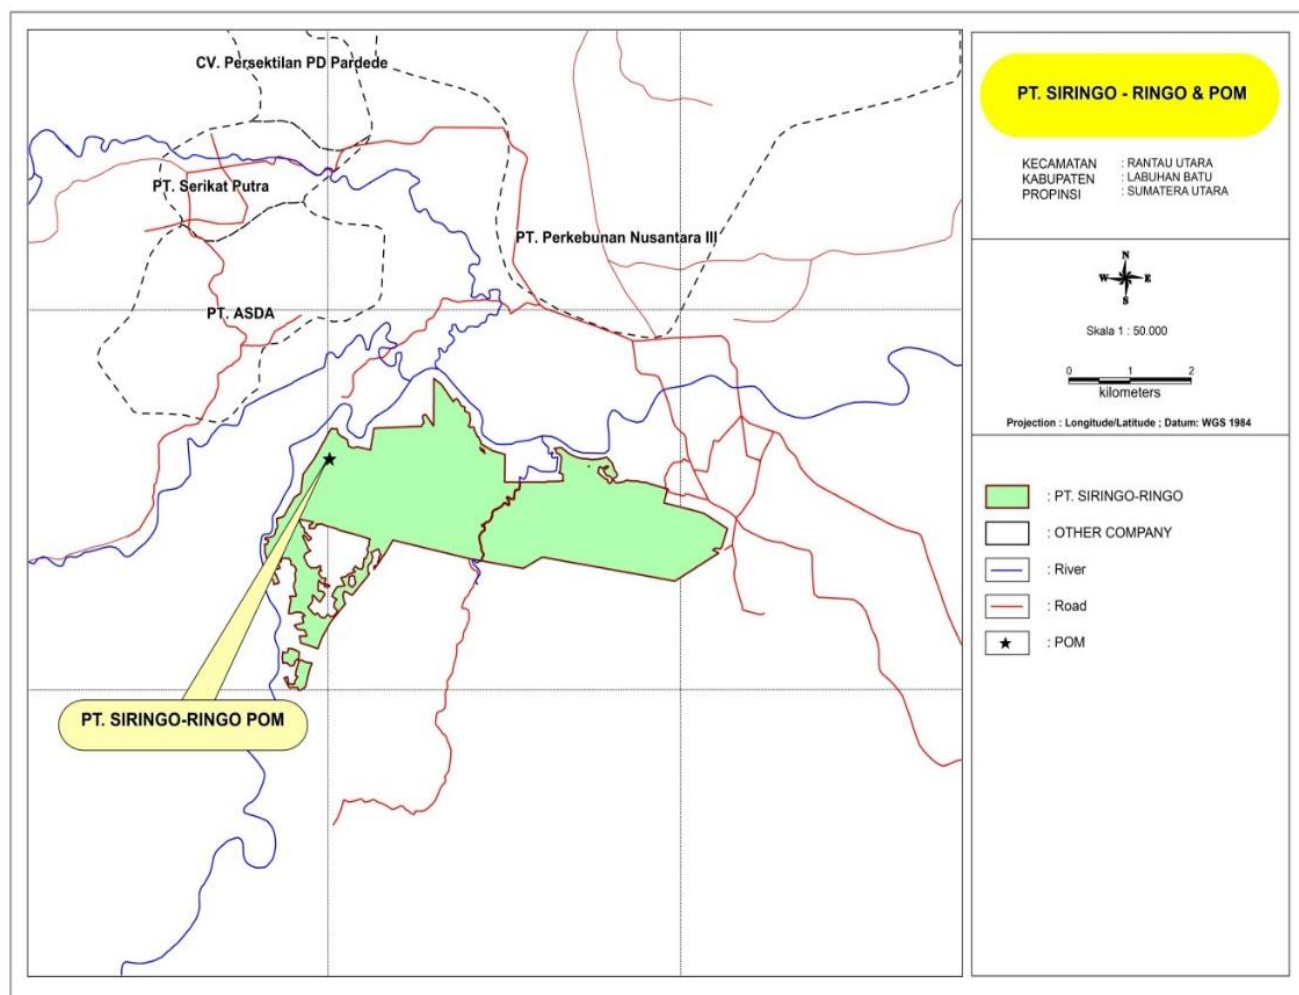 CV. Persektilan PD Pardede
PT. Serikat Putra
PT. Perkebunan Nusantara III
PT. ASDA
PT. SIRINGO-RINGO POM
PT. SIRINGO - RINGO & POM
KECAMATAN : RANTAU UTARA
KABUPATEN : LABUHAN BATU
PROPINSI : SUMATERA UTARA
N
W E
S
Skala 1 : 50.000
0 1 2
kilometers
Projection : Longitude/Latitude ; Datum: WGS 1984
: PT. SIRINGO-RINGO
: OTHER COMPANY
: River
: Road
: POM